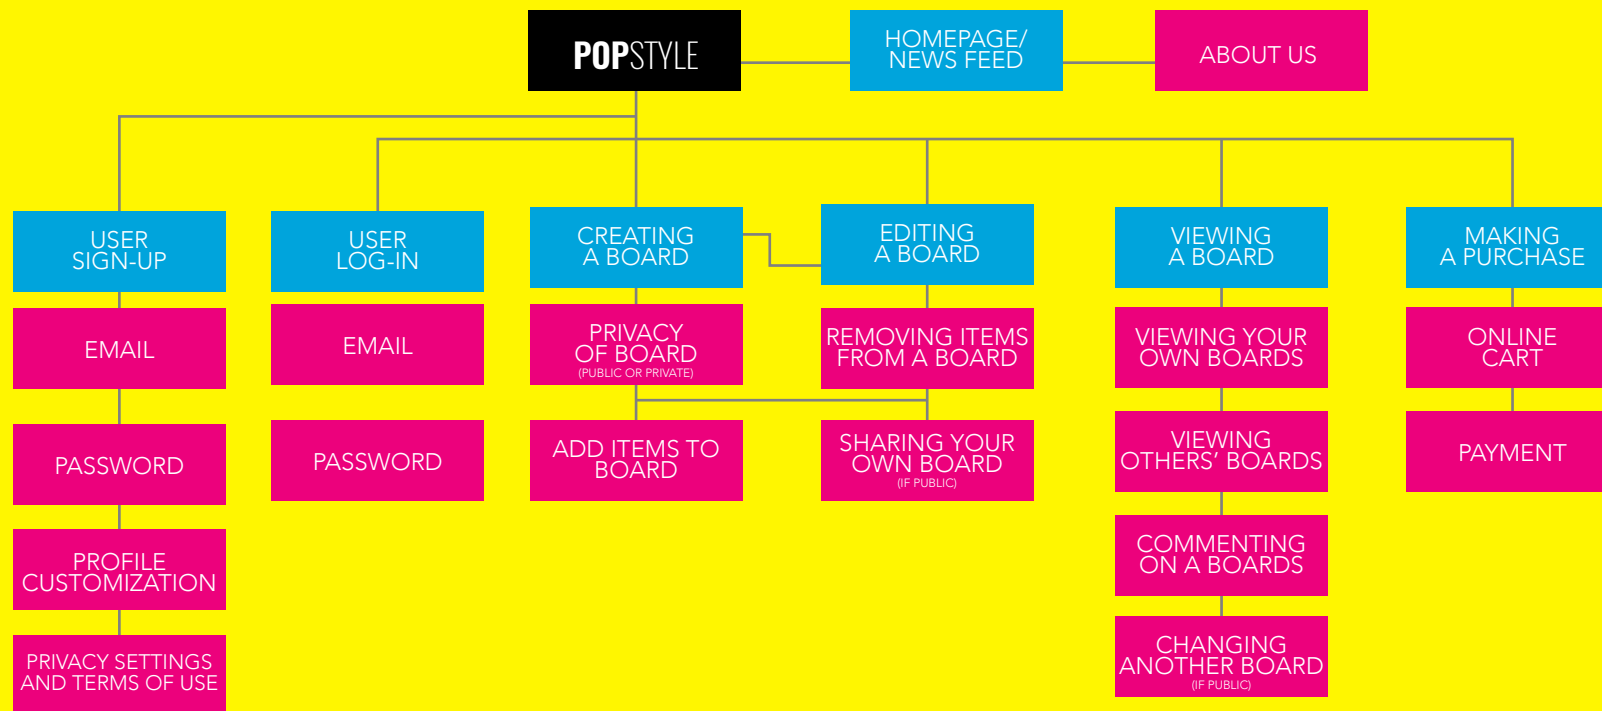 POPSTYLE
HOMEPAGE/
NEWS FEED
ABOUT US
USER
SIGN-UP
EMAIL
PASSWORD
PROFILE
CUSTOMIZATION
PRIVACY SETTINGS
AND TERMS OF USE
USER
LOG-IN
EMAIL
PASSWORD
CREATING
A BOARD
PRIVACY
OF BOARD
(PUBLIC OR PRIVATE)
ADD ITEMS TO
BOARD
EDITING
A BOARD
REMOVING ITEMS
FROM A BOARD
SHARING YOUR
OWN BOARD
(IF PUBLIC)
VIEWING
A BOARD
VIEWING YOUR
OWN BOARDS
VIEWING
OTHERS’ BOARDS
COMMENTING
ON A BOARDS
CHANGING
ANOTHER BOARD
(IF PUBLIC)
MAKING
A PURCHASE
ONLINE
CART
PAYMENT